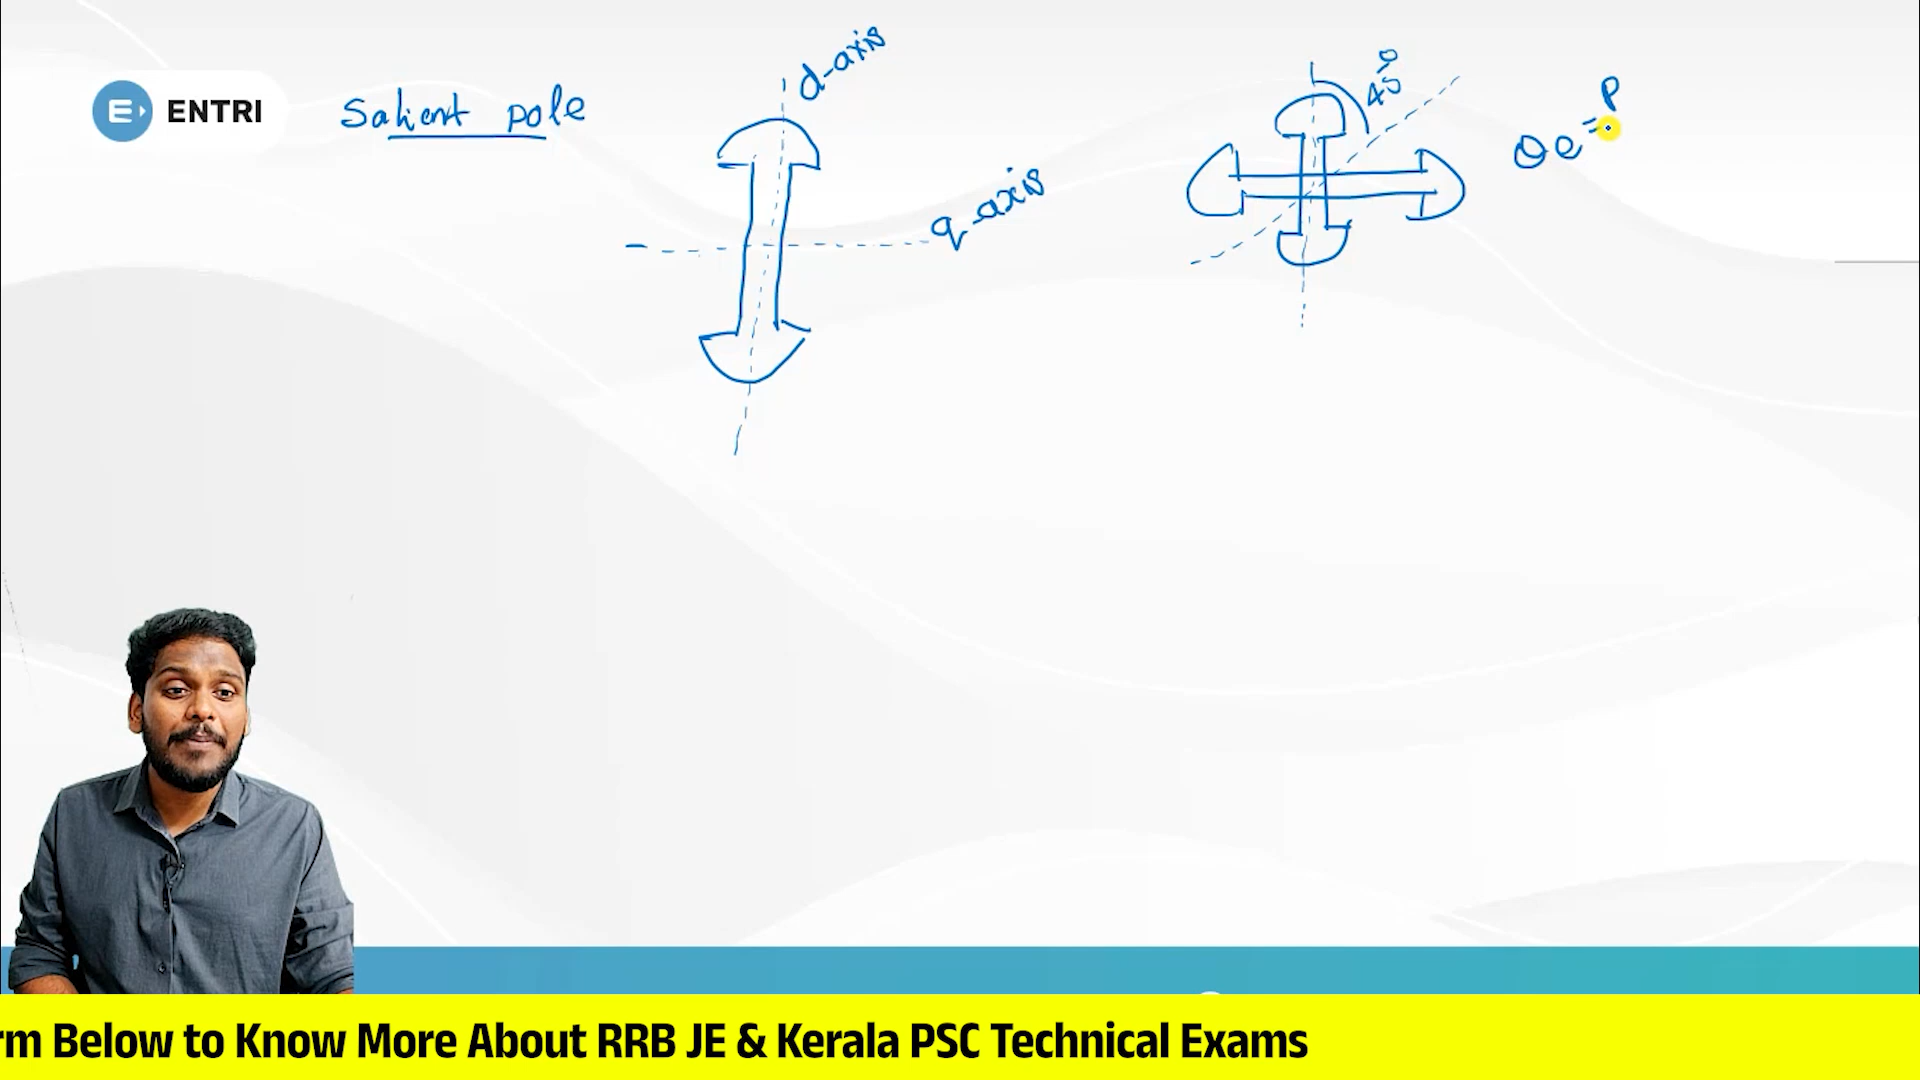 ENTRI
Salient pole
d-axis
q-axis
45°
θe = P
rm Below to Know More About RRB JE & Kerala PSC Technical Exams